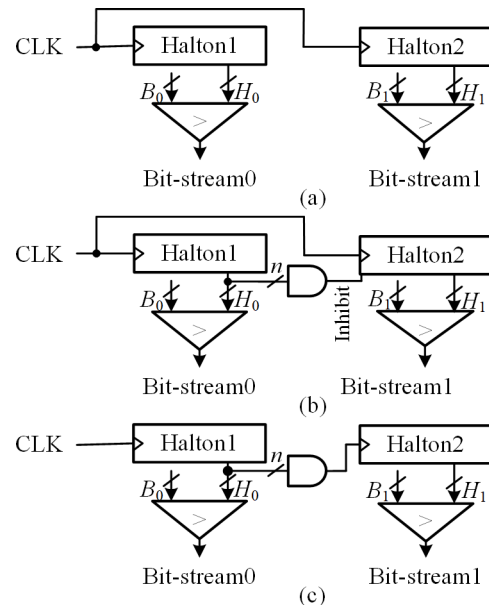 CLK
Halton1
Halton2
B0
H0
B1
H1
>
>
Bit-stream0
Bit-stream1
(a)
CLK
Halton1
Halton2
n
B0
H0
Inhibit
B1
H1
>
>
Bit-stream0
Bit-stream1
(b)
CLK
Halton1
Halton2
n
B0
H0
B1
H1
>
>
Bit-stream0
Bit-stream1
(c)